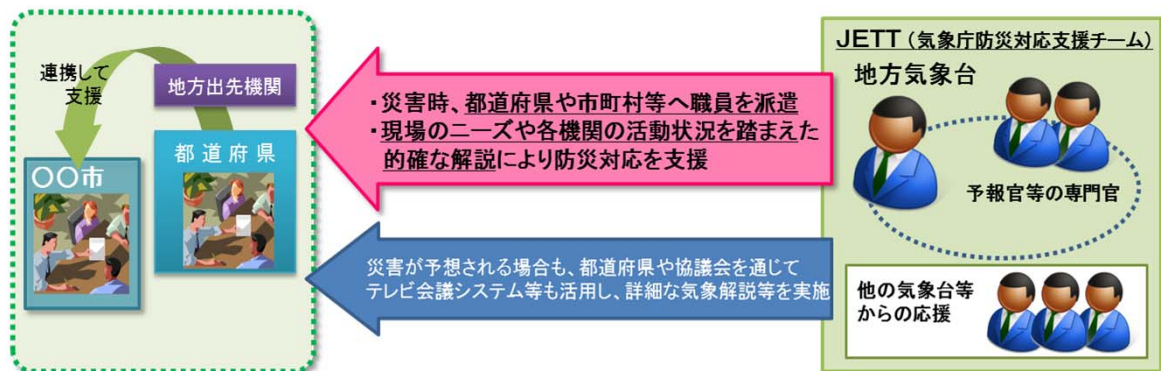 連携して
支援
地方出先機関
都道府県
〇〇市
・災害時、都道府県や市町村等へ職員を派遣
・現場のニーズや各機関の活動状況を踏まえた
的確な解説により防災対応を支援
災害が予想される場合も、都道府県や協議会を通じて
テレビ会議システム等も活用し、詳細な気象解説等を実施
JETT（気象庁防災対応支援チーム）
地方気象台
予報官等の専門官
他の気象台等
からの応援